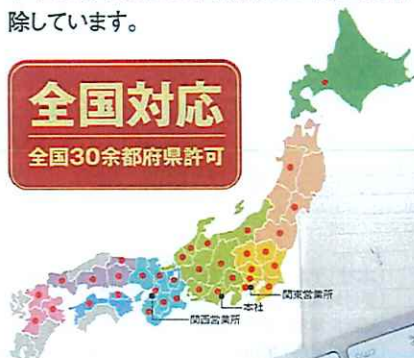 除しています。
全国対応
全国30余都府県許可
関東営業所
本社
関西営業所